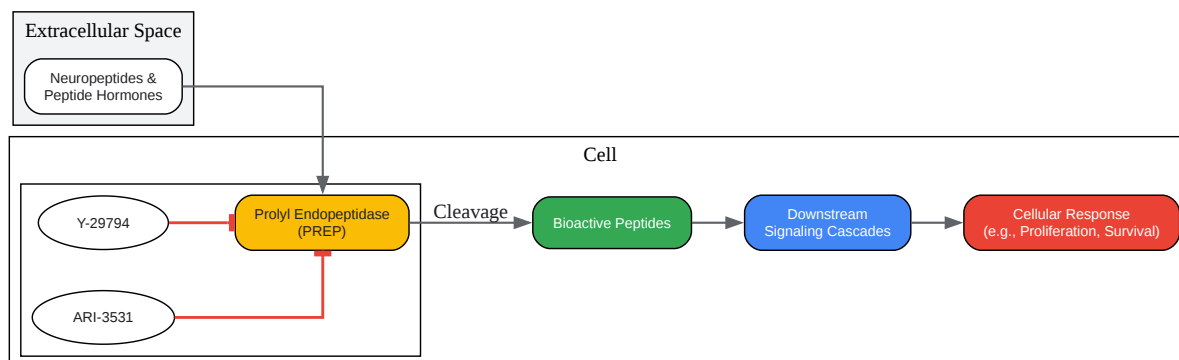 Extracellular Space
Neuropeptides &
Peptide Hormones
Cell
Y-29794
Prolyl Endopeptidase
(PREP)
Cleavage
Bioactive Peptides
Downstream
Signaling Cascades
Cellular Response
(e.g., Proliferation, Survival)
ARI-3531